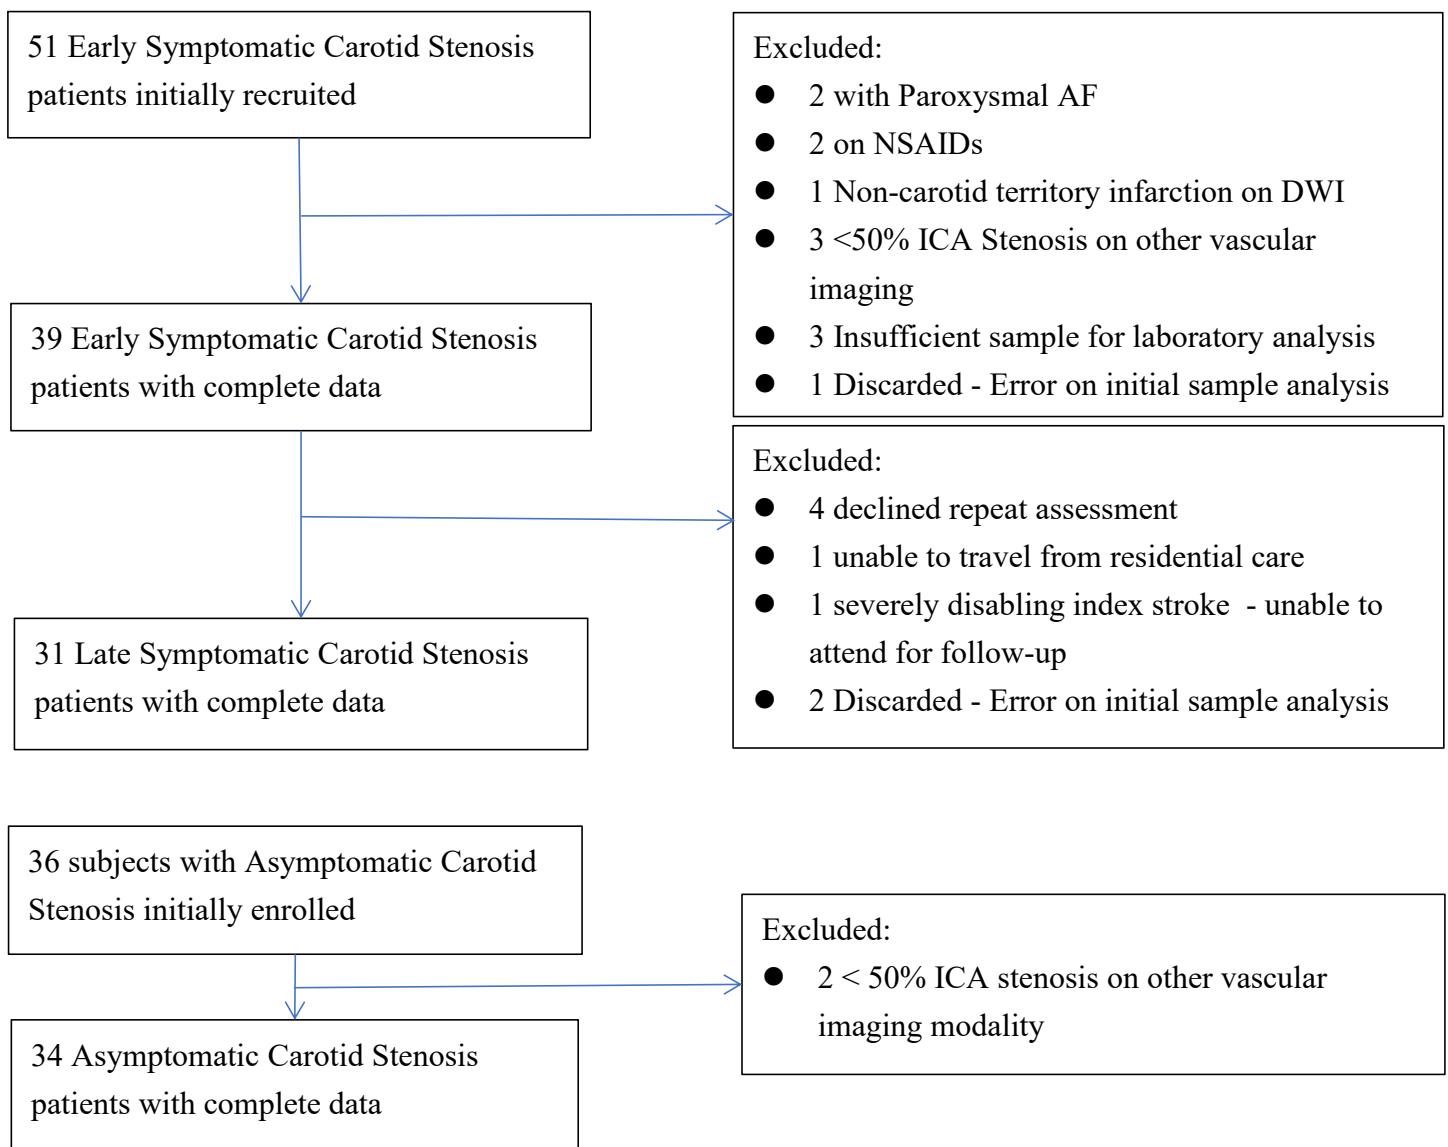 51 Early Symptomatic Carotid Stenosis
patients initially recruited
Excluded:
● 2 with Paroxysmal AF
● 2 on NSAIDs
● 1 Non-carotid territory infarction on DWI
● 3 <50% ICA Stenosis on other vascular
imaging
● 3 Insufficient sample for laboratory analysis
● 1 Discarded - Error on initial sample analysis
39 Early Symptomatic Carotid Stenosis
patients with complete data
Excluded:
● 4 declined repeat assessment
● 1 unable to travel from residential care
● 1 severely disabling index stroke - unable to
attend for follow-up
● 2 Discarded - Error on initial sample analysis
31 Late Symptomatic Carotid Stenosis
patients with complete data
36 subjects with Asymptomatic Carotid
Stenosis initially enrolled
Excluded:
● 2 < 50% ICA stenosis on other vascular
imaging modality
34 Asymptomatic Carotid Stenosis
patients with complete data